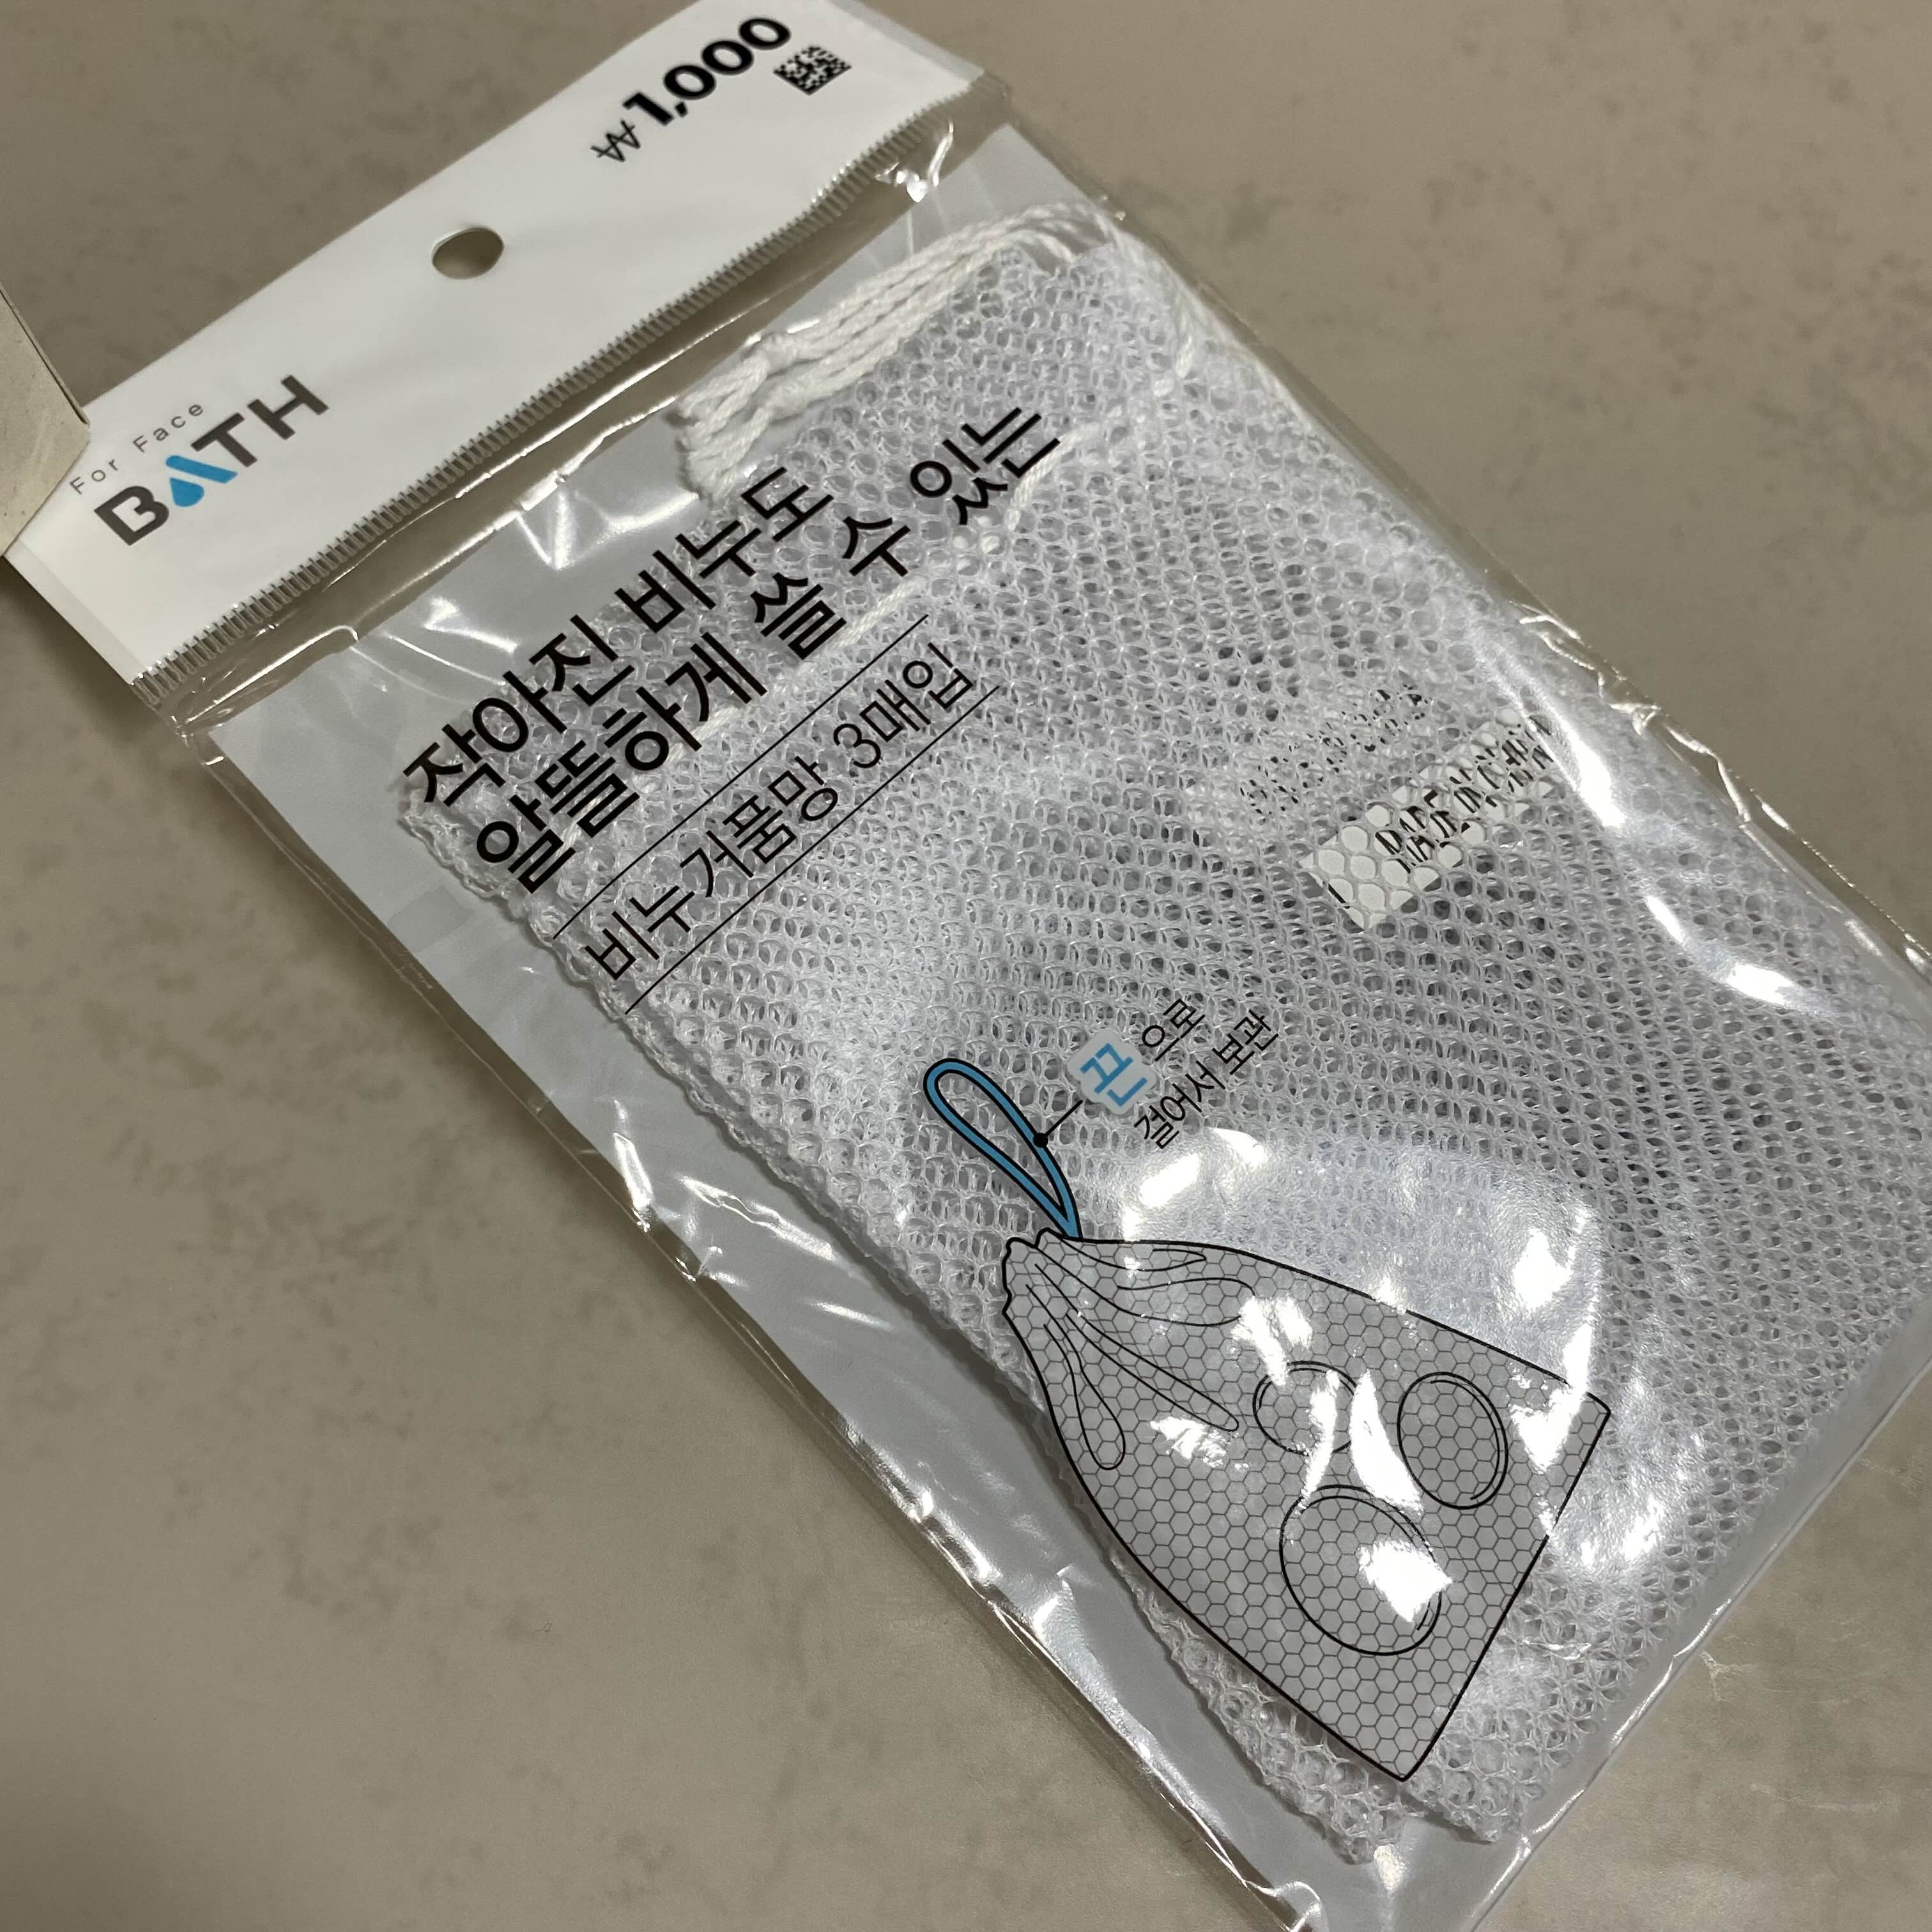 ₩1,000
For Face
BATH
작아진 비누도
알뜰하게 쓸 수 있는
비누거품망 3매입
끈으로
걸어서 보관
MADE IN CHINA